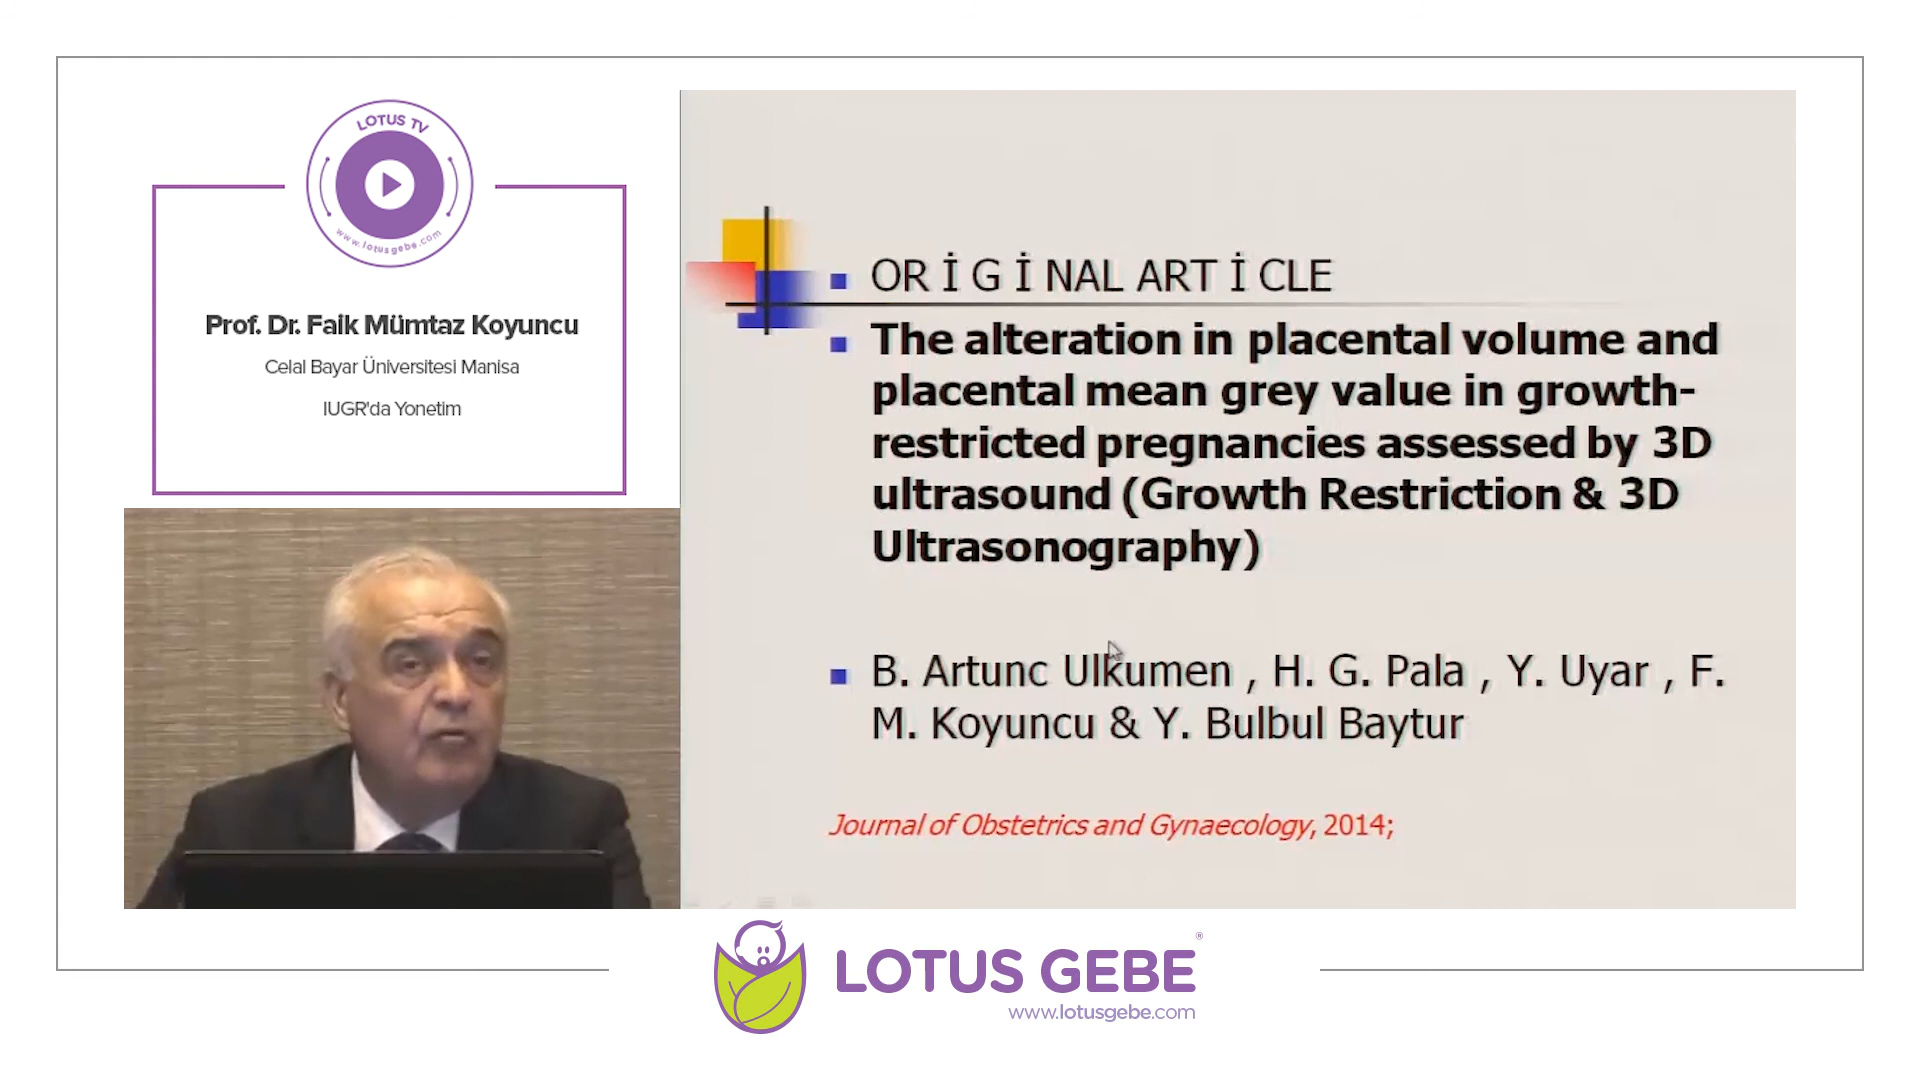 LOTUS TV
www.lotusgebe.com
Prof. Dr. Faik Mümtaz Koyuncu
Celal Bayar Üniversitesi Manisa
IUGR'da Yonetim
OR İ G İ NAL ART İ CLE
The alteration in placental volume and
placental mean grey value in growth-
restricted pregnancies assessed by 3D
ultrasound (Growth Restriction & 3D
Ultrasonography)
B. Artunc Ulkumen , H. G. Pala , Y. Uyar , F.
M. Koyuncu & Y. Bulbul Baytur
Journal of Obstetrics and Gynaecology, 2014;
LOTUS GEBE®
www.lotusgebe.com